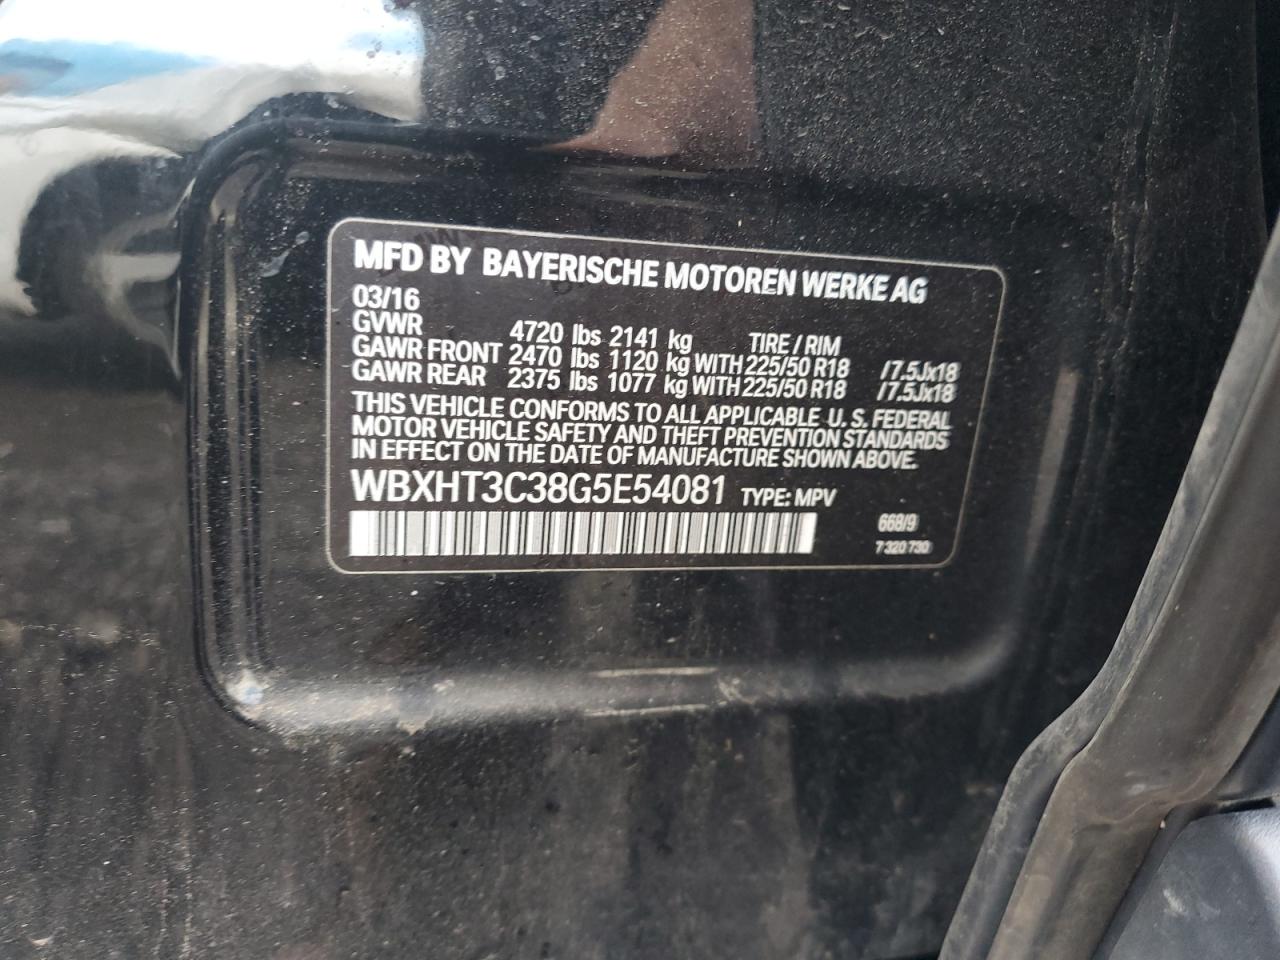 MFD BY BAYERISCHE MOTOREN WERKE AG
03/16
GVWR 4720 lbs 2141 kg TIRE / RIM
GAWR FRONT 2470 lbs 1120 kg WITH 225/50 R18 /7.5Jx18
GAWR REAR 2375 lbs 1077 kg WITH 225/50 R18 /7.5Jx18
THIS VEHICLE CONFORMS TO ALL APPLICABLE U. S. FEDERAL
MOTOR VEHICLE SAFETY AND THEFT PREVENTION STANDARDS
IN EFFECT ON THE DATE OF MANUFACTURE SHOWN ABOVE.
WBXHT3C38G5E54081 TYPE: MPV
668/9
7 320 730